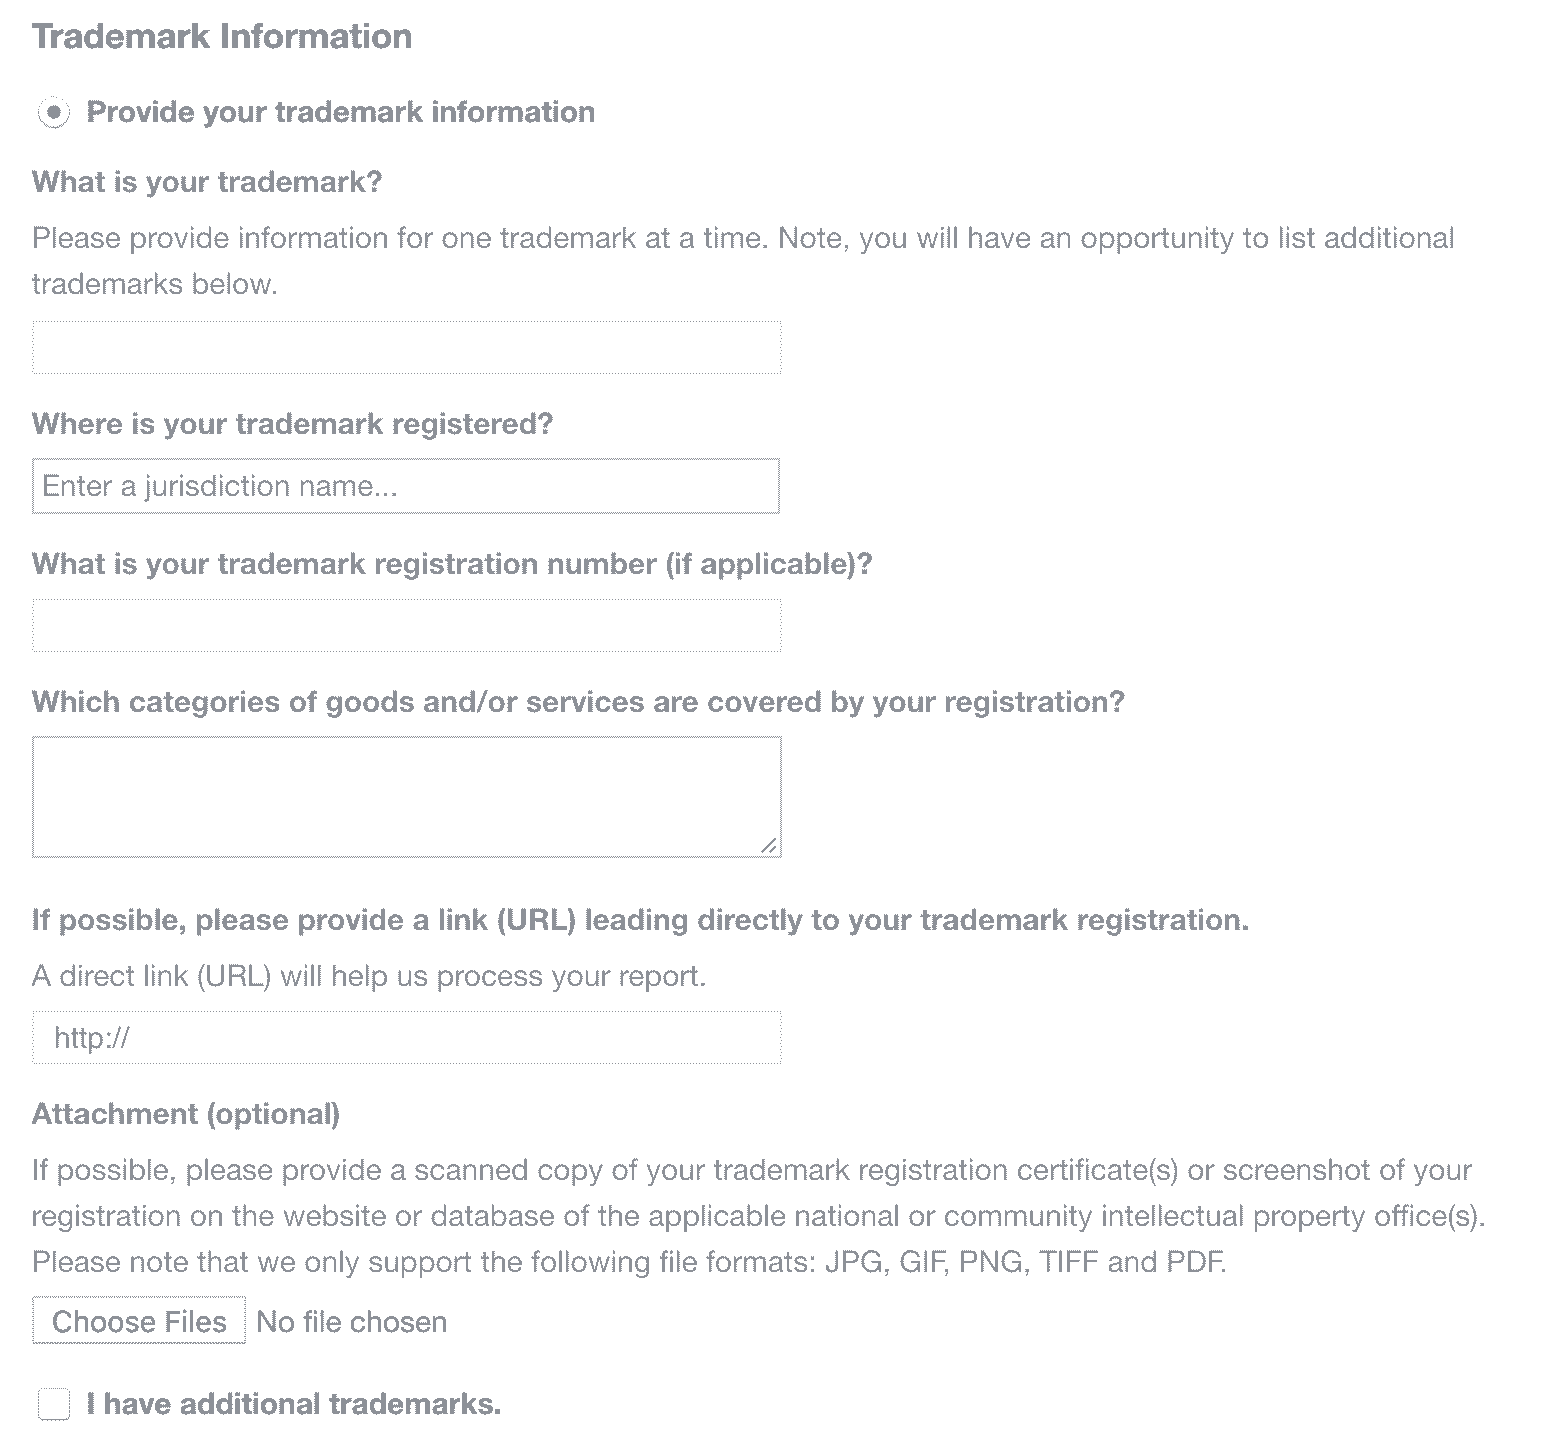 Trademark Information
Provide your trademark information
What is your trademark?
Please provide information for one trademark at a time. Note, you will have an opportunity to list additional
trademarks below.
Where is your trademark registered?
Enter a jurisdiction name...
What is your trademark registration number (if applicable)?
Which categories of goods and/or services are covered by your registration?
If possible, please provide a link (URL) leading directly to your trademark registration.
A direct link (URL) will help us process your report.
http://
Attachment (optional)
If possible, please provide a scanned copy of your trademark registration certificate(s) or screenshot of your
registration on the website or database of the applicable national or community intellectual property office(s).
Please note that we only support the following file formats: JPG, GIF, PNG, TIFF and PDF.
Choose Files No file chosen
I have additional trademarks.